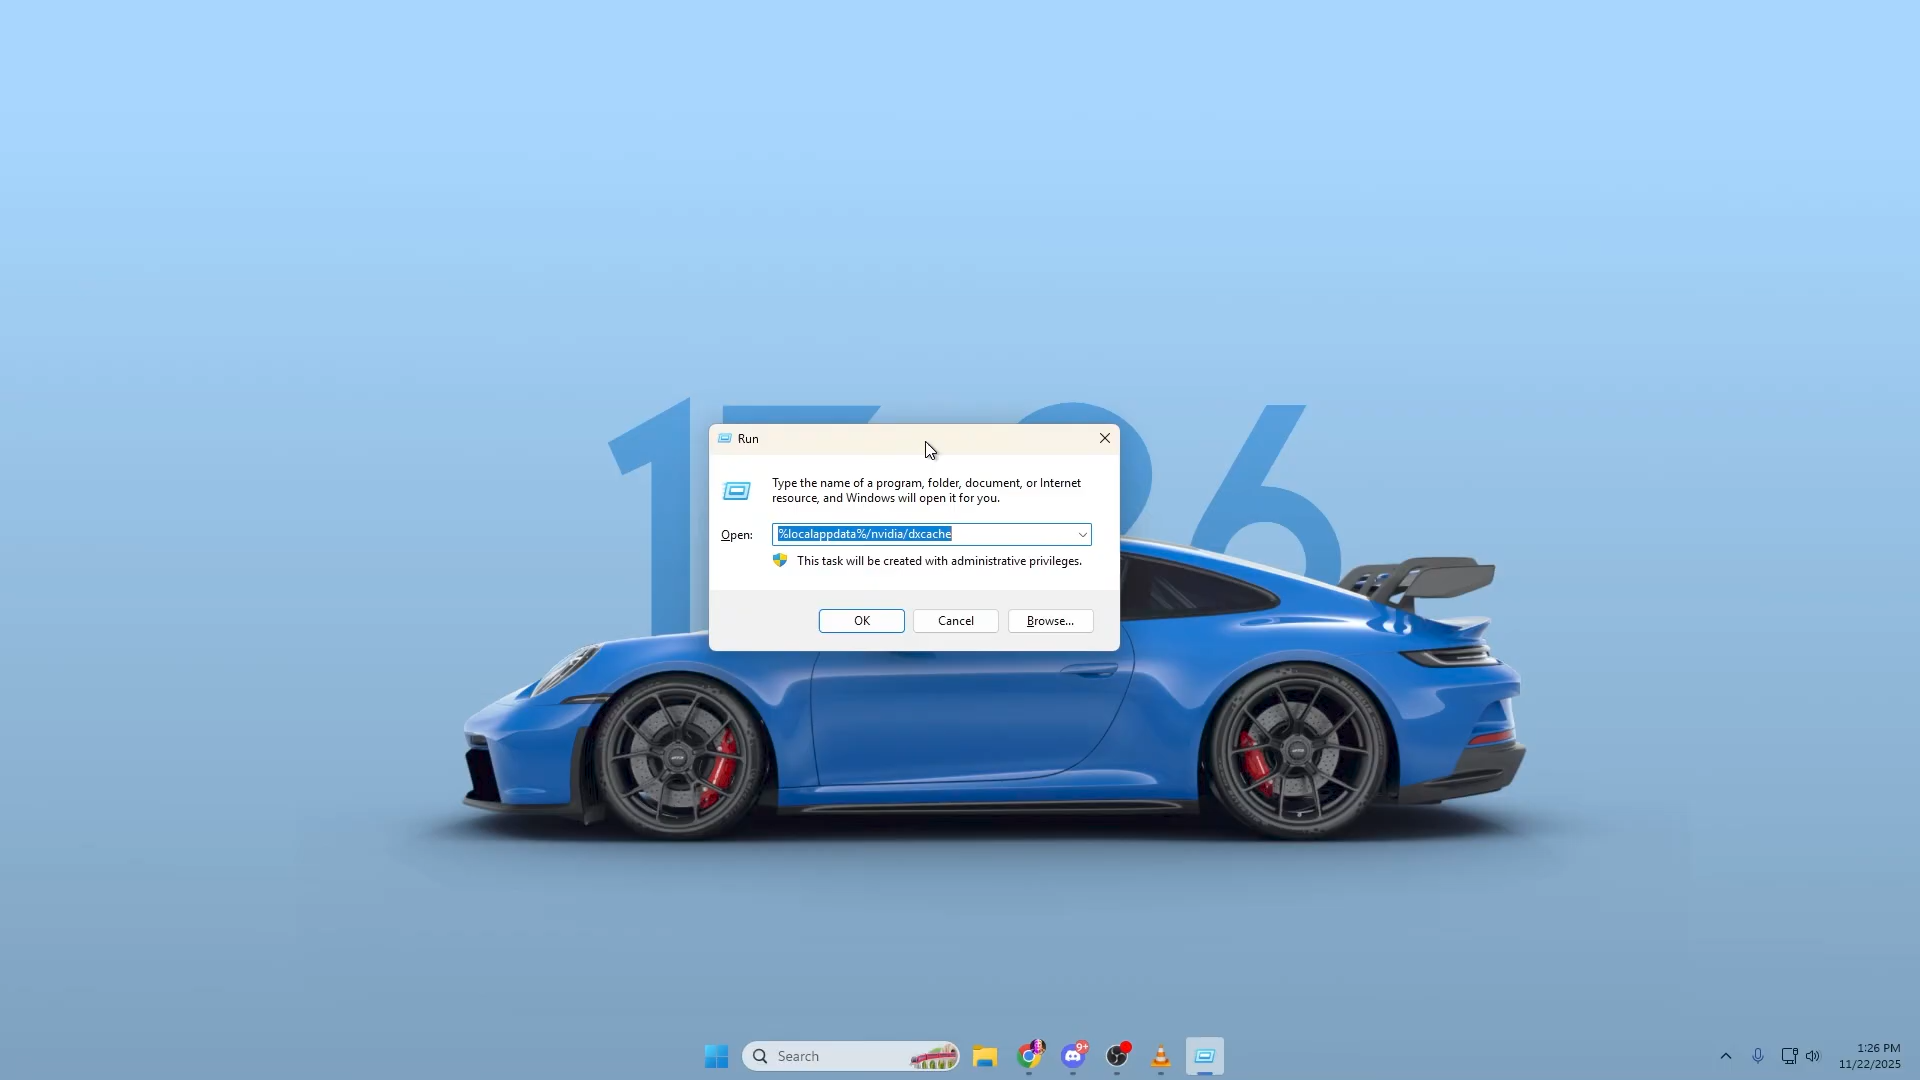 Run
Type the name of a program, folder, document, or Internet
resource, and Windows will open it for you.
Open:
%localappdata%/nvidia/dxcache
This task will be created with administrative privileges.
OK
Cancel
Browse...
Search
9+
1:26 PM
11/22/2025